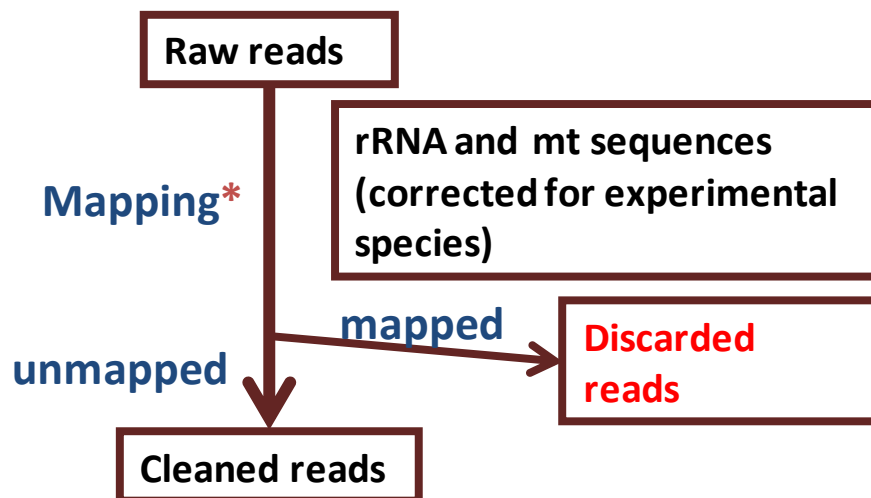 Raw reads
rRNA and mt sequences
(corrected for experimental
species)
Mapping*
mapped
Discarded
reads
unmapped
Cleaned reads